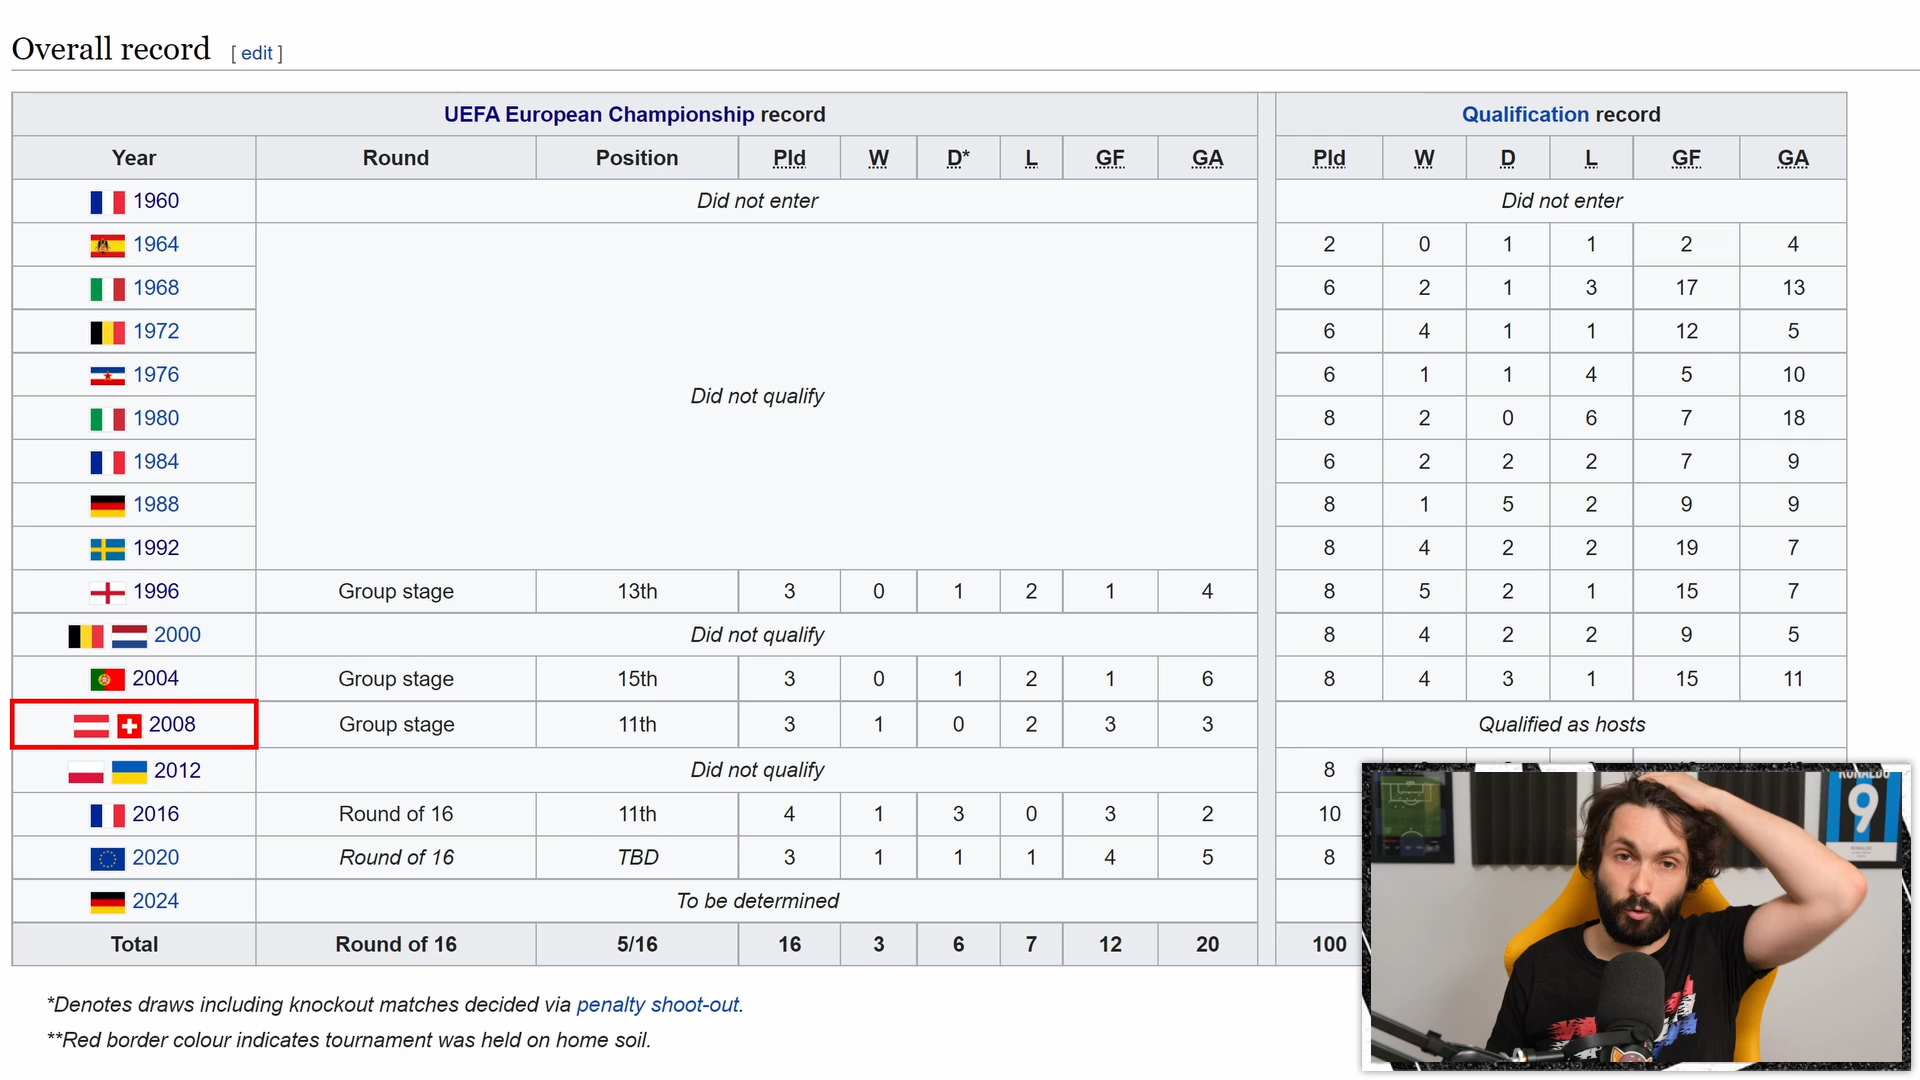 Overall record [ edit ]
UEFA European Championship record Qualification record
Year Round Position Pld W D* L GF GA Pld W D L GF GA
1960 Did not enter Did not enter
1964 2 0 1 1 2 4
1968 6 2 1 3 17 13
1972 6 4 1 1 12 5
1976 6 1 1 4 5 10
Did not qualify
1980 8 2 0 6 7 18
1984 6 2 2 2 7 9
1988 8 1 5 2 9 9
1992 8 4 2 2 19 7
1996 Group stage 13th 3 0 1 2 1 4 8 5 2 1 15 7
2000 Did not qualify 8 4 2 2 9 5
2004 Group stage 15th 3 0 1 2 1 6 8 4 3 1 15 11
2008 Group stage 11th 3 1 0 2 3 3 Qualified as hosts
2012 Did not qualify 8
2016 Round of 16 11th 4 1 3 0 3 2 10
2020 Round of 16 TBD 3 1 1 1 4 5 8
2024 To be determined
Total Round of 16 5/16 16 3 6 7 12 20 100
RONALDO
9
RONALDO
*Denotes draws including knockout matches decided via penalty shoot-out.
**Red border colour indicates tournament was held on home soil.